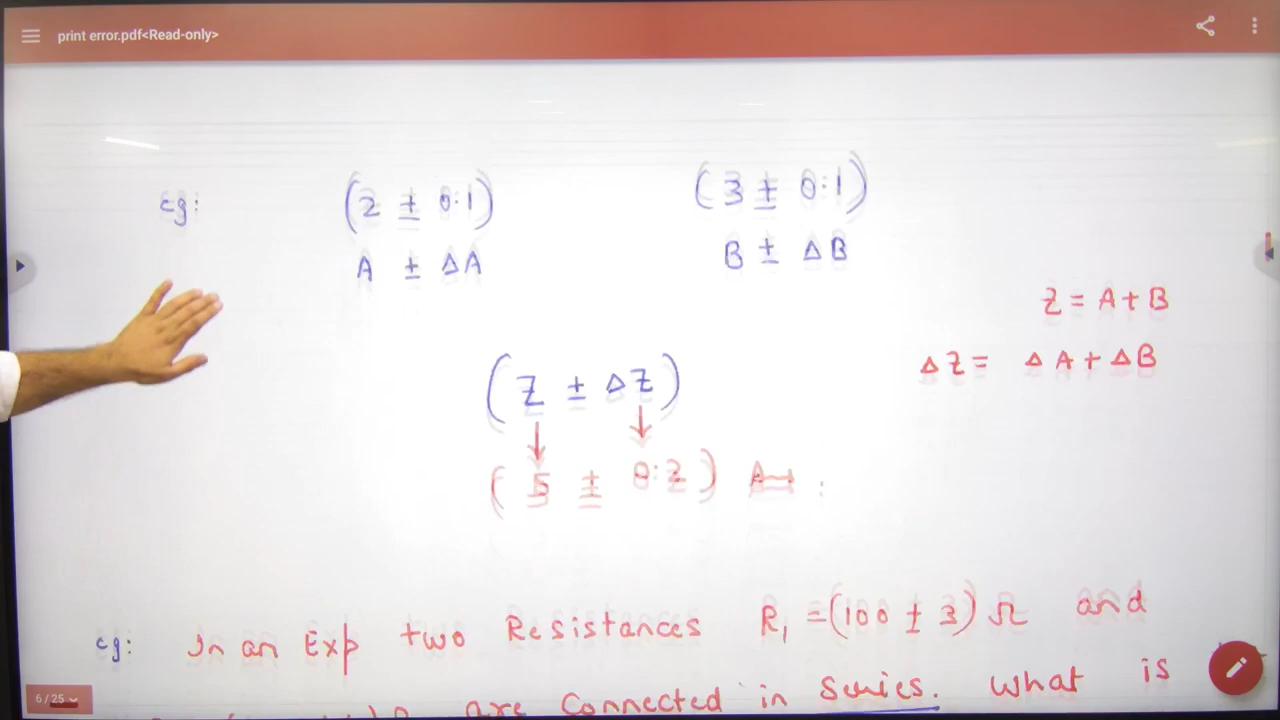 print error.pdf<Read-only>
eg: (2 ± 0.1) (3 ± 0.1)
A ± ΔA B ± ΔB
Z = A + B
ΔZ = ΔA + ΔB
(Z ± ΔZ)
(5 ± 0.2)
eg: In an Exp two Resistances R₁ = (100 ± 3) Ω and
are Connected in Series. What is
6 / 25